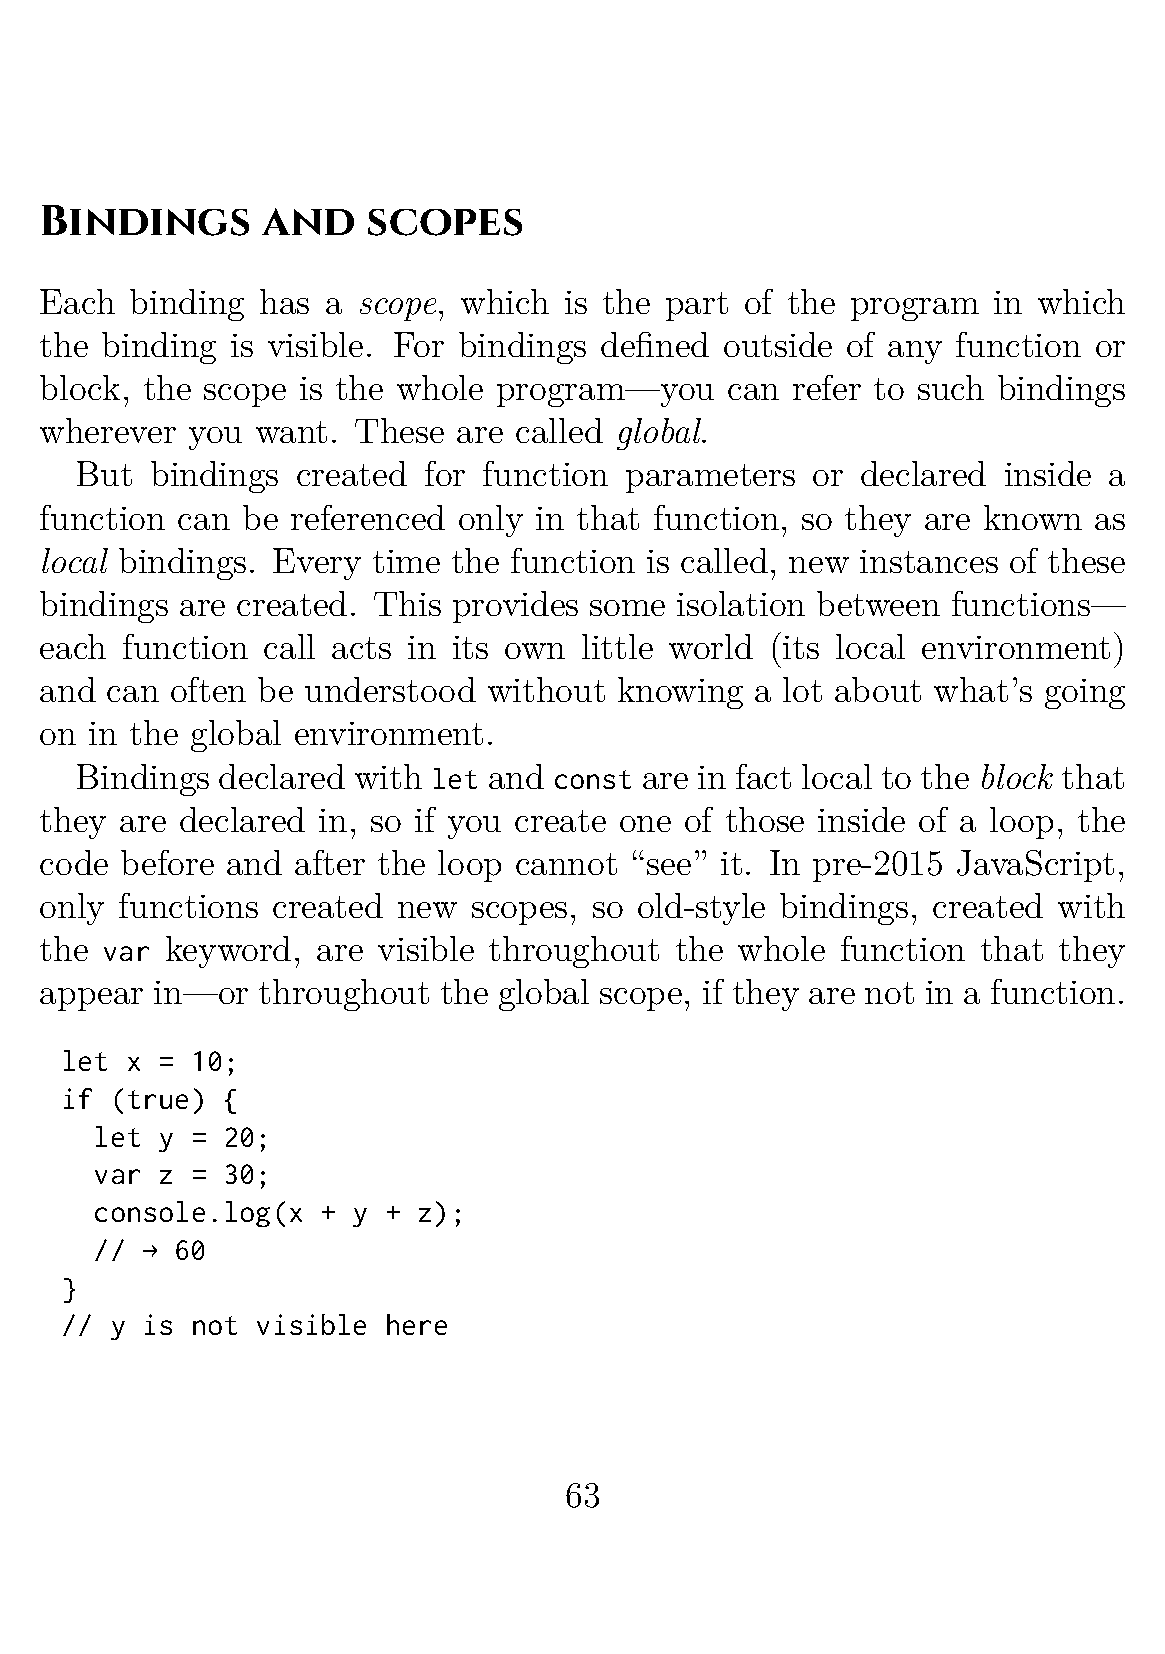 Bindings and scopes
Each binding has a scope, which is the part of the program in which
the binding is visible. For bindings defined outside of any function or
block, the scope is the whole program—you can refer to such bindings
wherever you want. These are called global.
But bindings created for function parameters or declared inside a
function can be referenced only in that function, so they are known as
local bindings. Every time the function is called, new instances of these
bindings are created. This provides some isolation between functions—
each function call acts in its own little world (its local environment)
and can often be understood without knowing a lot about what’s going
on in the global environment.
Bindings declared with let and const are in fact local to the block that
they are declared in, so if you create one of those inside of a loop, the
code before and after the loop cannot “see” it. In pre-2015 JavaScript,
only functions created new scopes, so old-style bindings, created with
the var keyword, are visible throughout the whole function that they
appear in—or throughout the global scope, if they are not in a function.
let x = 10;
if (true) {
  let y = 20;
  var z = 30;
  console.log(x + y + z);
  // → 60
}
// y is not visible here
63